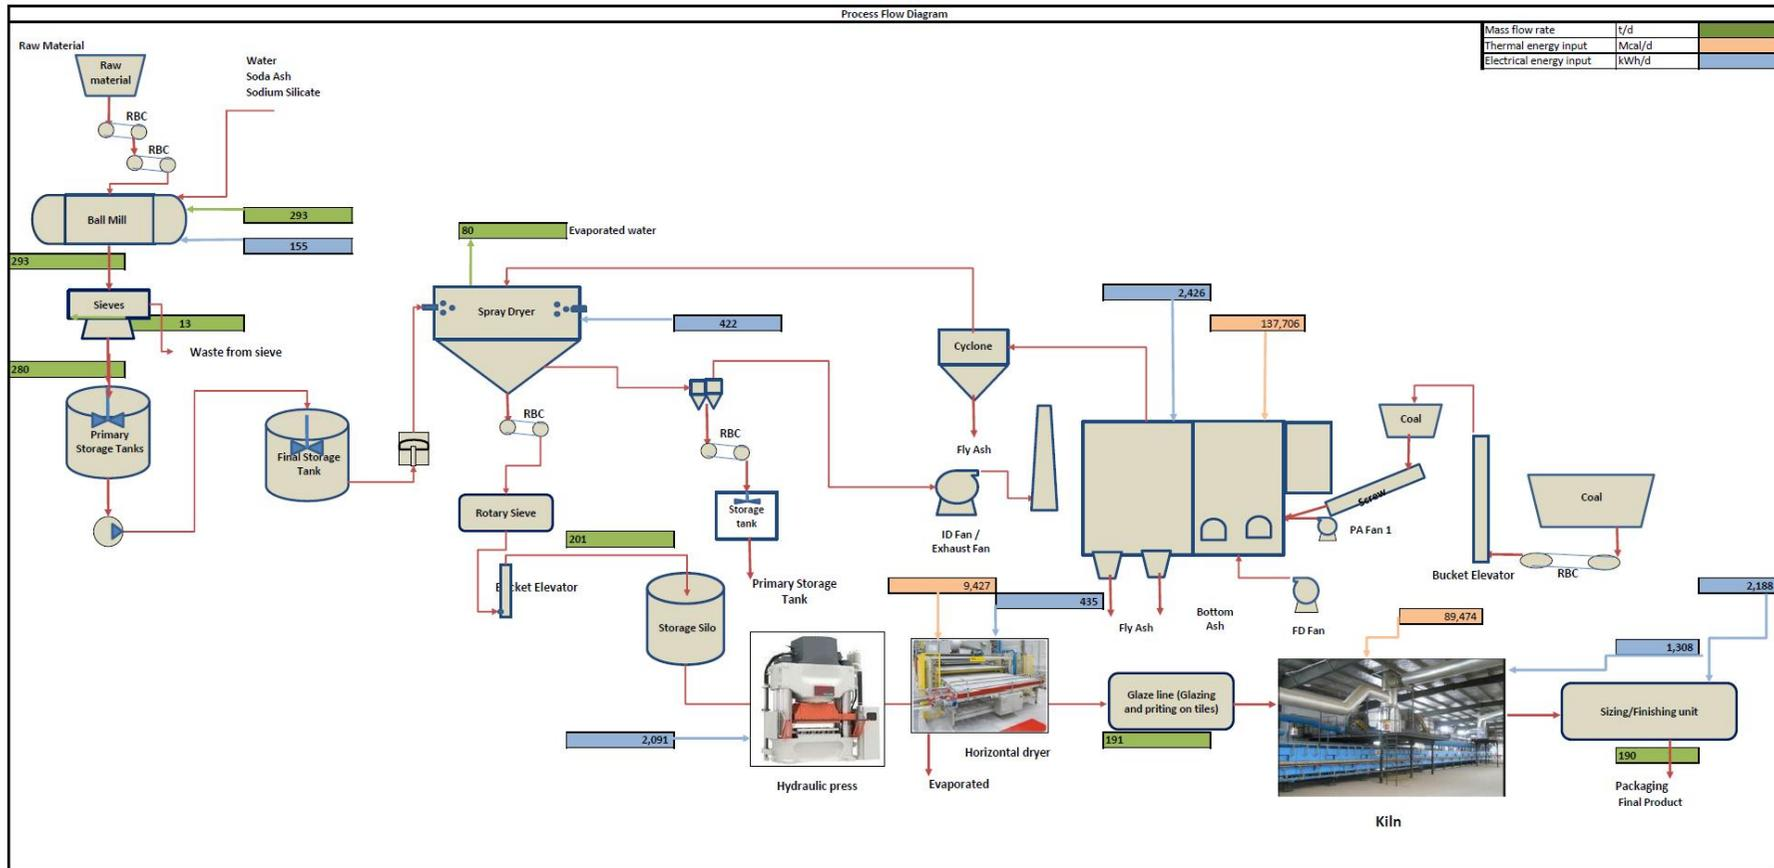 Process Flow Diagram
Mass flow rate t/d
Thermal energy input Mcal/d
Electrical energy input kWh/d
Raw Material
Raw
material
Water
Soda Ash
Sodium Silicate
RBC
RBC
Ball Mill
293
155
293
Sieves
13
Waste from sieve
280
Primary
Storage Tanks
Final Storage
Tank
80
Evaporated water
Spray Dryer
422
RBC
Rotary Sieve
Bucket Elevator
201
RBC
Storage
tank
Primary Storage
Tank
Storage Silo
Cyclone
Fly Ash
ID Fan /
Exhaust Fan
2,426
137,706
Fly Ash
Bottom
Ash
FD Fan
PA Fan 1
Screw
Coal
Bucket Elevator
Coal
RBC
9,427
435
89,474
2,188
1,308
2,091
Hydraulic press
Horizontal dryer
Evaporated
Glaze line (Glazing
and priting on tiles)
191
Kiln
Sizing/Finishing unit
190
Packaging
Final Product